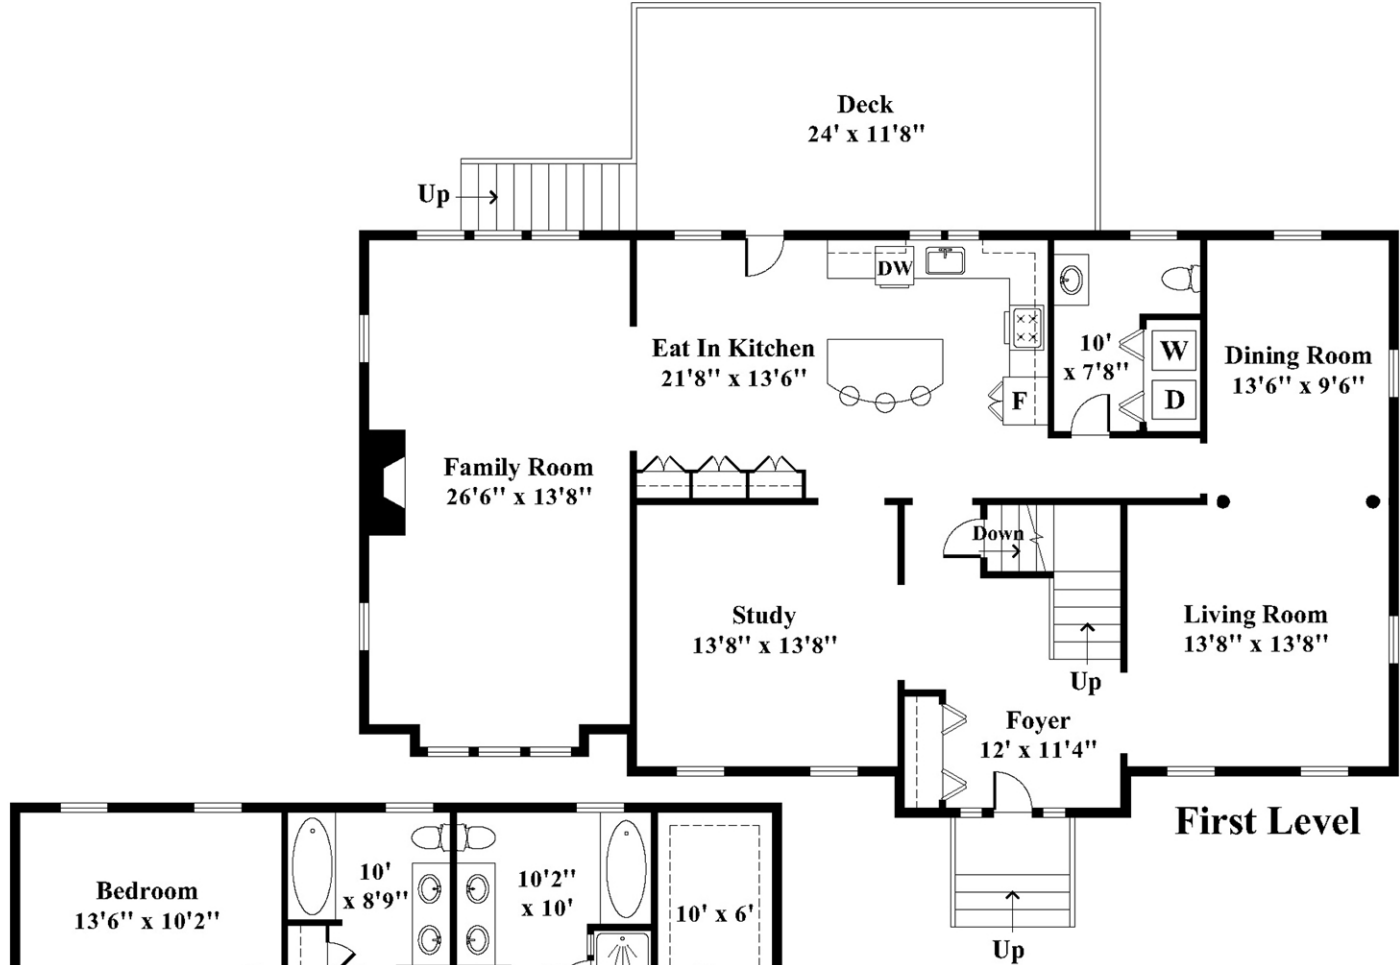 Deck
24' x 11'8"
Up
DW
Eat In Kitchen
21'8" x 13'6"
10'
x 7'8"
W
D
F
Dining Room
13'6" x 9'6"
Family Room
26'6" x 13'8"
Down
Study
13'8" x 13'8"
Living Room
13'8" x 13'8"
Up
Foyer
12' x 11'4"
First Level
Up
Bedroom
13'6" x 10'2"
10'
x 8'9"
10'2"
x 10'
10' x 6'